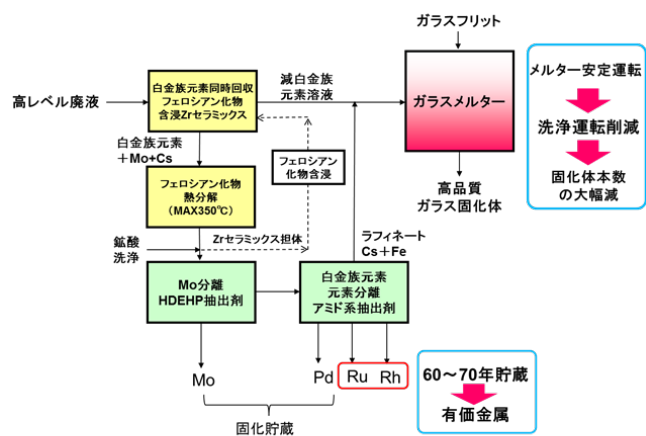 ガラスフリット
高レベル廃液
白金族元素同時回収
フェロシアン化物
含浸Zrセラミックス
減白金族
元素溶液
ガラスメルター
メルター安定運転
洗浄運転削減
固化体本数
の大幅減
白金族元素
＋Mo+Cs
フェロシアン
化物含浸
高品質
ガラス固化体
フェロシアン化物
熱分解
（MAX350℃）
鉱酸
洗浄
Zrセラミックス担体
ラフィネート
Cs＋Fe
Mo分離
HDEHP抽出剤
白金族元素
元素分離
アミド系抽出剤
Mo
Pd
Ru
Rh
固化貯蔵
60～70年貯蔵
有価金属